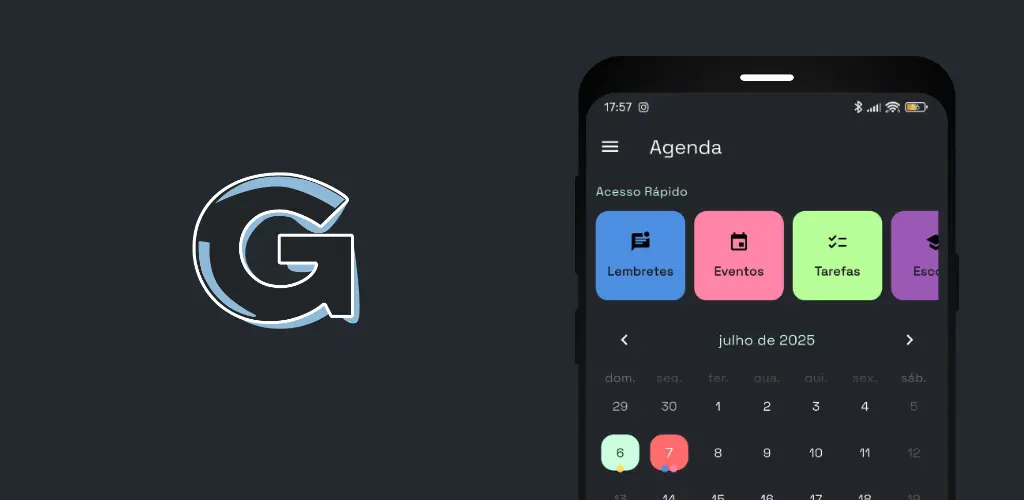 G
17:57
Agenda
Acesso Rápido
Lembretes Eventos Tarefas Esco
julho de 2025
dom. seg. ter. qua. qui. sex. sáb.
29 30 1 2 3 4 5
6 7 8 9 10 11 12
13 14 15 16 17 18 19